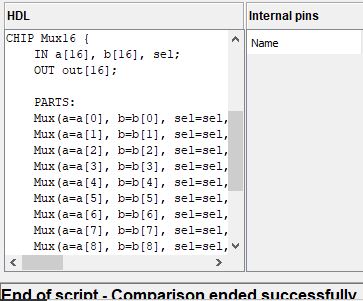 HDL
Internal pins
CHIP Mux16 {
    IN a[16], b[16], sel;
    OUT out[16];
    PARTS:
    Mux(a=a[0], b=b[0], sel=sel,
    Mux(a=a[1], b=b[1], sel=sel,
    Mux(a=a[2], b=b[2], sel=sel,
    Mux(a=a[3], b=b[3], sel=sel,
    Mux(a=a[4], b=b[4], sel=sel,
    Mux(a=a[5], b=b[5], sel=sel,
    Mux(a=a[6], b=b[6], sel=sel,
    Mux(a=a[7], b=b[7], sel=sel,
    Mux(a=a[8], b=b[8], sel=sel,
Name
End of script - Comparison ended successfully